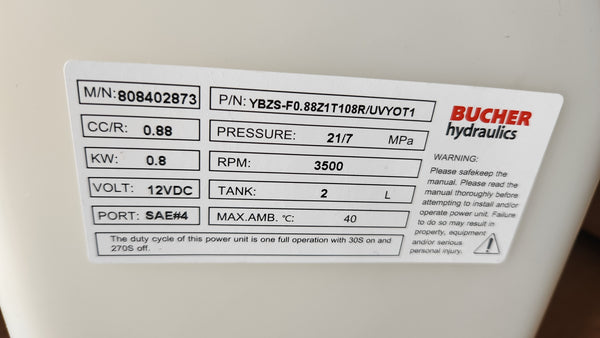 M/N: 808402873
P/N: YBZS-F0.88Z1T108R/UVYOT1
CC/R: 0.88
PRESSURE: 21/7 MPa
KW: 0.8
RPM: 3500
VOLT: 12VDC
TANK: 2 L
PORT: SAE#4
MAX.AMB. ℃: 40
The duty cycle of this power unit is one full operation with 30S on and
270S off.
BUCHER
hydraulics
WARNING:
Please safekeep the
manual. Please read the
manual thoroughly before
attempting to install and/or
operate power unit. Failure
to do so may result in
property, equipment
and/or serious
personal injury.